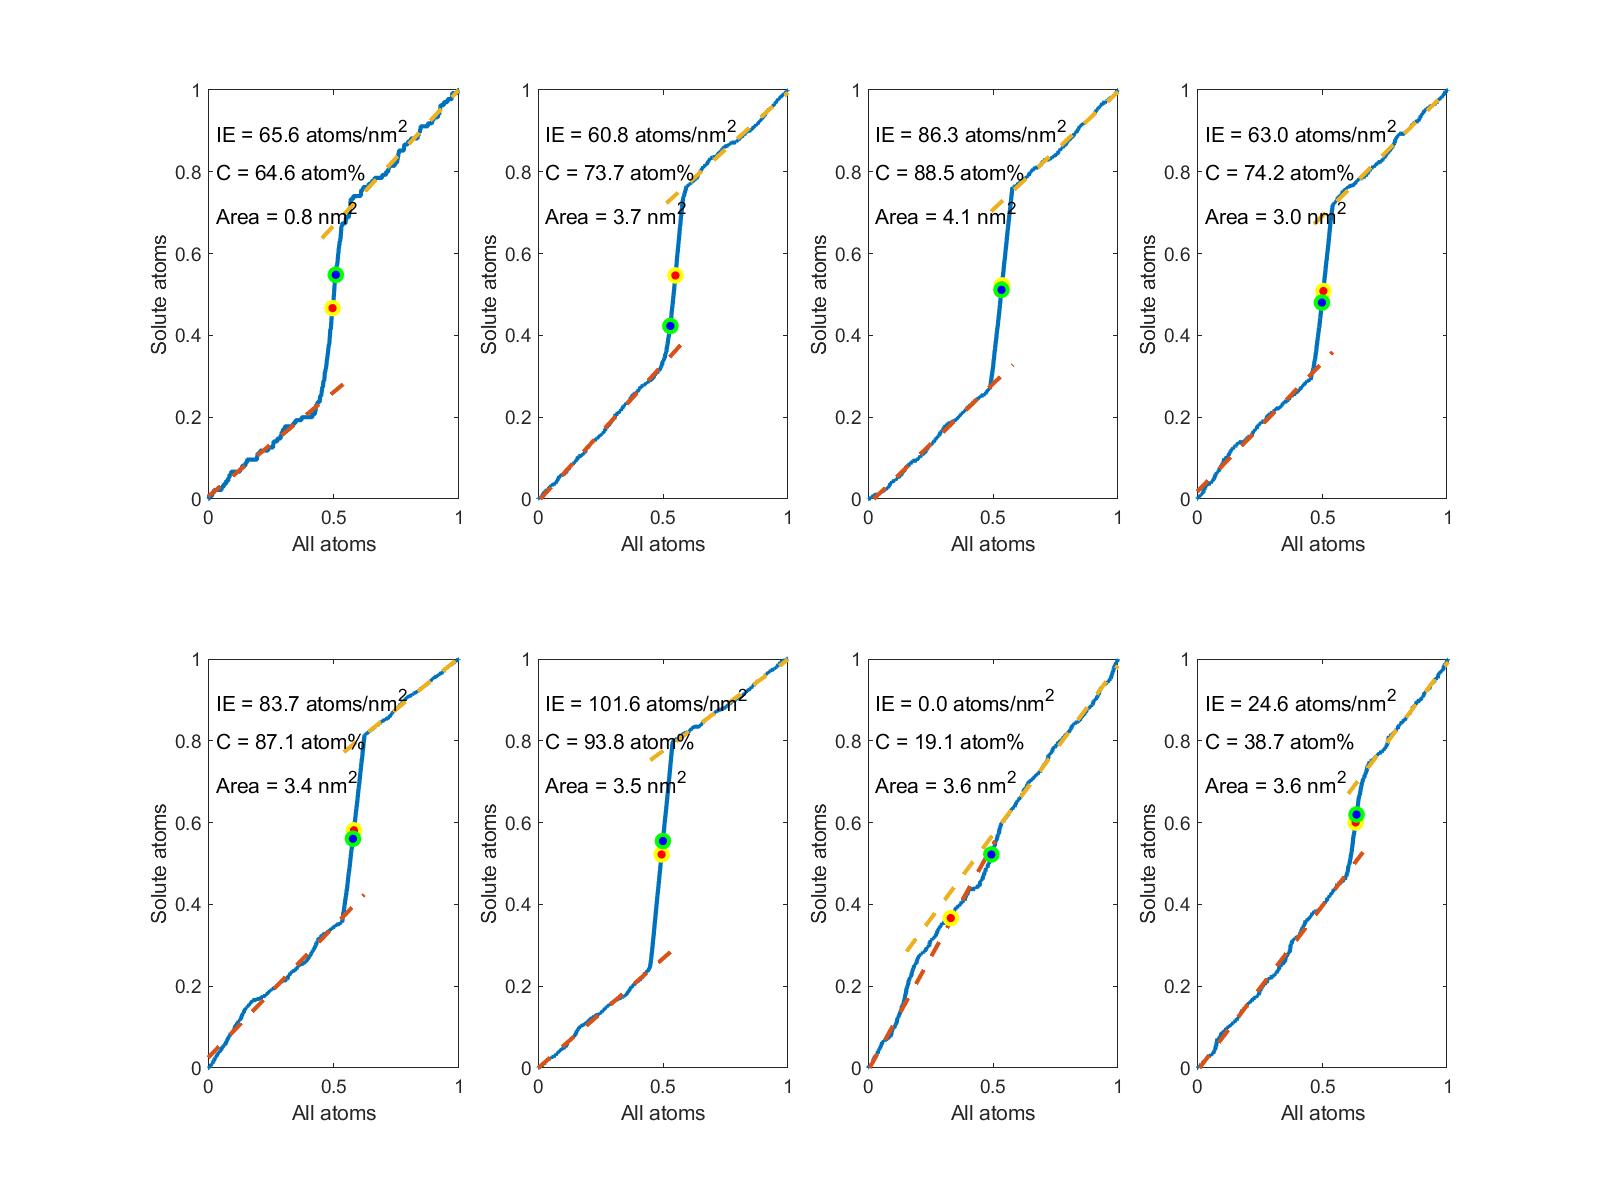 IE = 65.6 atoms/nm2
C = 64.6 atom%
Area = 0.8 nm2
Solute atoms
1
0.8
0.6
0.4
0.2
0
0 0.5 1
All atoms
IE = 60.8 atoms/nm2
C = 73.7 atom%
Area = 3.7 nm2
Solute atoms
1
0.8
0.6
0.4
0.2
0
0 0.5 1
All atoms
IE = 86.3 atoms/nm2
C = 88.5 atom%
Area = 4.1 nm2
Solute atoms
1
0.8
0.6
0.4
0.2
0
0 0.5 1
All atoms
IE = 63.0 atoms/nm2
C = 74.2 atom%
Area = 3.0 nm2
Solute atoms
1
0.8
0.6
0.4
0.2
0
0 0.5 1
All atoms
IE = 83.7 atoms/nm2
C = 87.1 atom%
Area = 3.4 nm2
Solute atoms
1
0.8
0.6
0.4
0.2
0
0 0.5 1
All atoms
IE = 101.6 atoms/nm2
C = 93.8 atom%
Area = 3.5 nm2
Solute atoms
1
0.8
0.6
0.4
0.2
0
0 0.5 1
All atoms
IE = 0.0 atoms/nm2
C = 19.1 atom%
Area = 3.6 nm2
Solute atoms
1
0.8
0.6
0.4
0.2
0
0 0.5 1
All atoms
IE = 24.6 atoms/nm2
C = 38.7 atom%
Area = 3.6 nm2
Solute atoms
1
0.8
0.6
0.4
0.2
0
0 0.5 1
All atoms